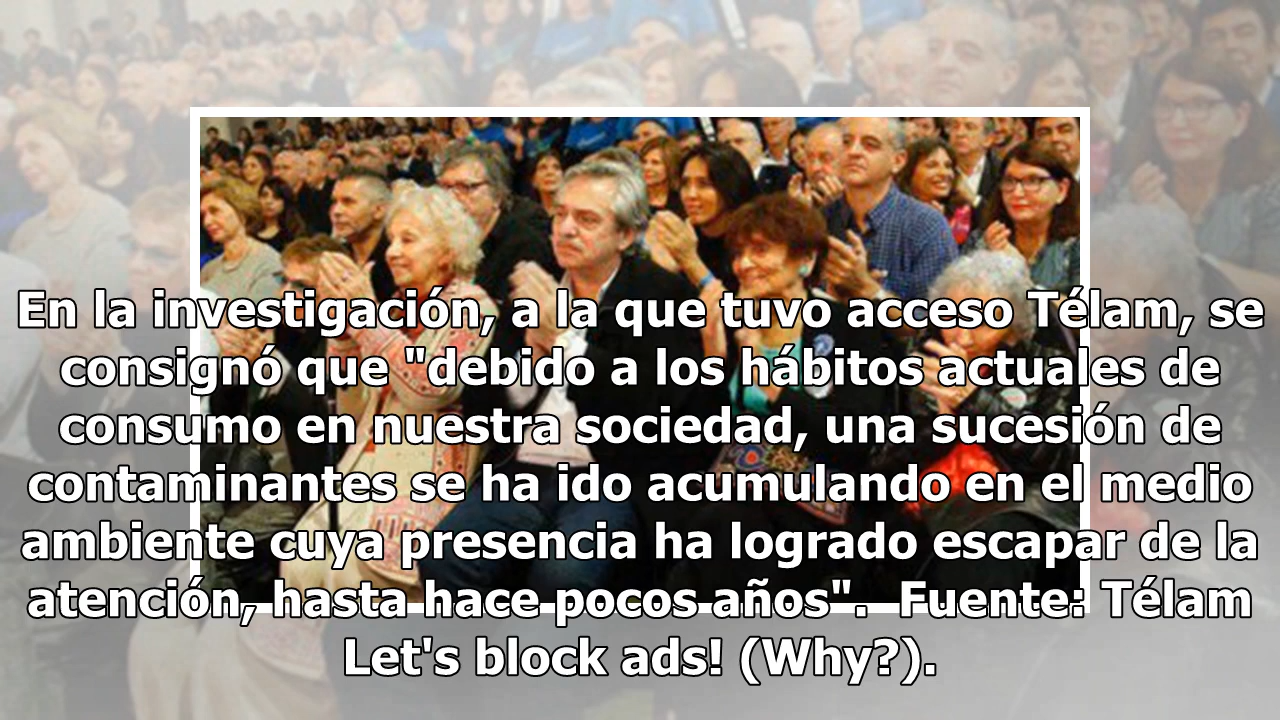 En la investigación, a la que tuvo acceso Télam, se
consignó que "debido a los hábitos actuales de
consumo en nuestra sociedad, una sucesión de
contaminantes se ha ido acumulando en el medio
ambiente cuya presencia ha logrado escapar de la
atención, hasta hace pocos años".  Fuente: Télam
Let's block ads! (Why?).